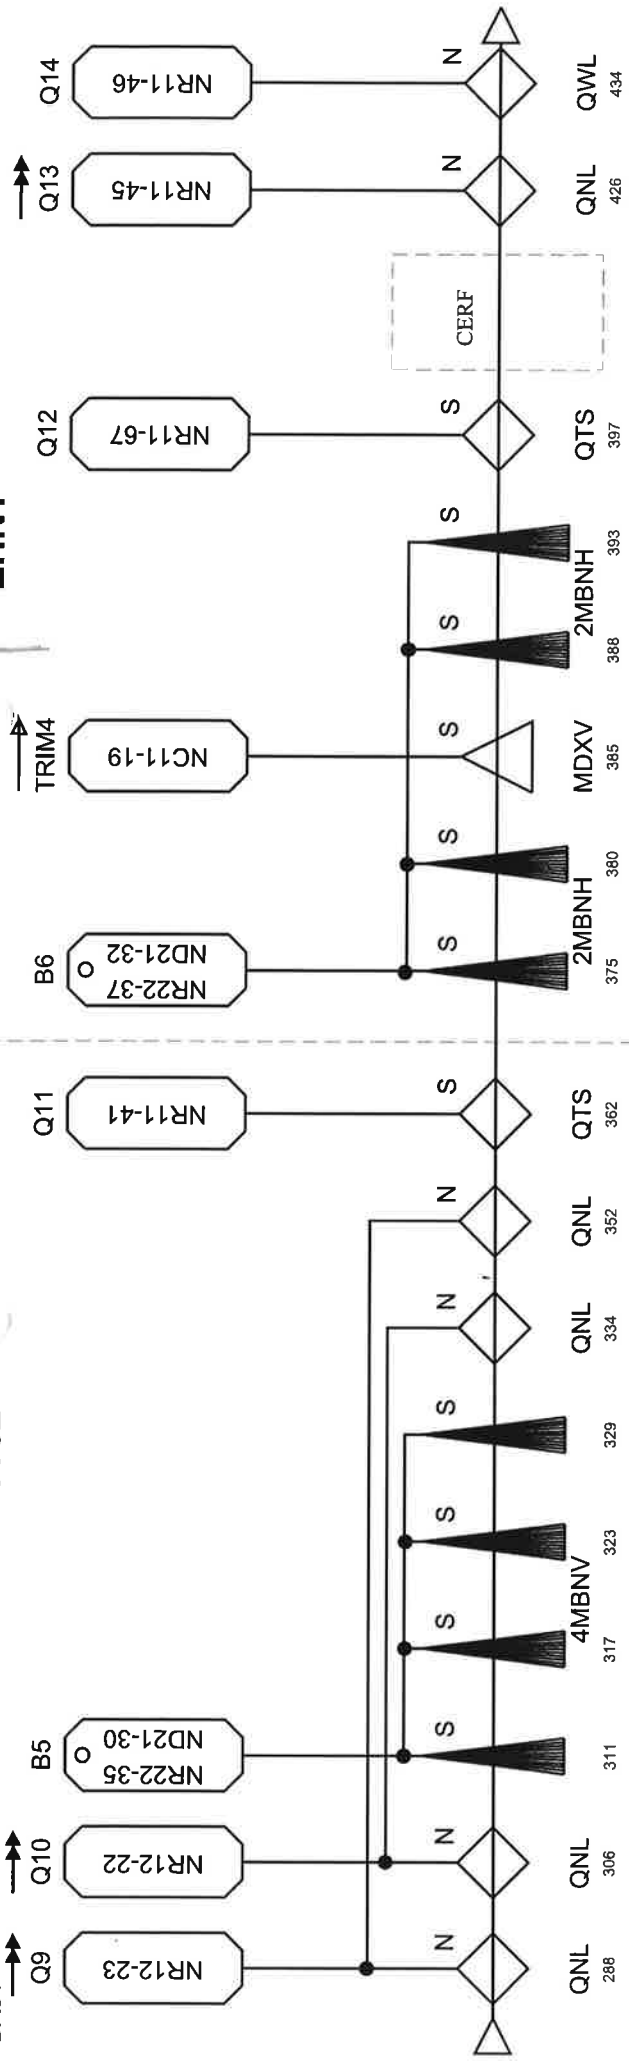 Q9
NR12-23
N
QNL
288
Q10
NR12-22
N
QNL
306
B5
NR22-35
ND21-30
S
311
S
317
4MBNV
S
323
S
329
N
QNL
334
N
QNL
352
Q11
NR11-41
S
QTS
362
B6
NR22-37
ND21-32
S
375
2MBNH
S
380
TRIM4
NC11-19
S
MDXV
385
S
388
2MBNH
S
393
Q12
NR11-67
S
QTS
397
CERF
Q13
NR11-45
N
QNL
426
Q14
NR11-46
N
QWL
434